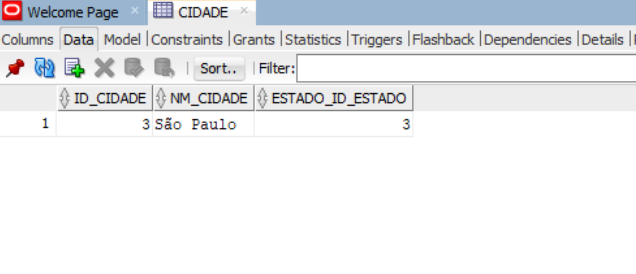 Welcome Page CIDADE
Columns Data Model Constraints Grants Statistics Triggers Flashback Dependencies Details
Sort.. Filter:
ID_CIDADE NM_CIDADE ESTADO_ID_ESTADO
1 3 São Paulo 3